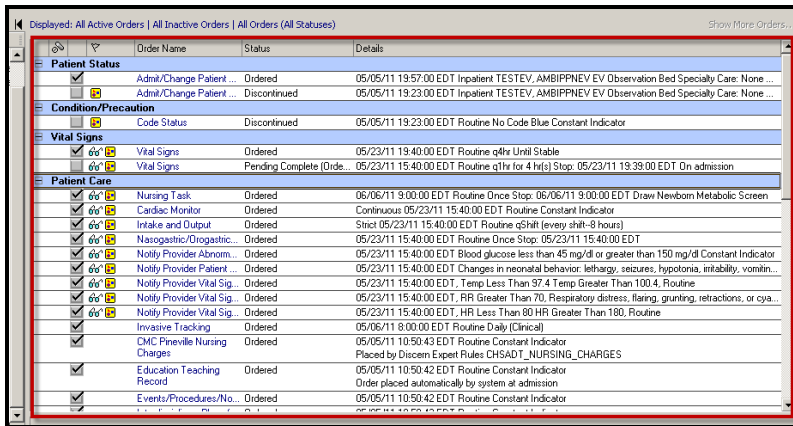 Displayed: All Active Orders | All Inactive Orders | All Orders (All Statuses) Show More Orders...
Order Name Status Details
Patient Status
Admit/Change Patient ... Ordered 05/05/11 19:57:00 EDT Inpatient TESTEV, AMBIPPNEV EV Observation Bed Specialty Care: None ...
Admit/Change Patient ... Discontinued 05/05/11 19:23:00 EDT Inpatient TESTEV, AMBIPPNEV EV Observation Bed Specialty Care: None ...
Condition/Precaution
Code Status Discontinued 05/05/11 19:23:00 EDT Routine No Code Blue Constant Indicator
Vital Signs
Vital Signs Ordered 05/23/11 19:40:00 EDT Routine q4hr Until Stable
Vital Signs Pending Complete (Orde... 05/23/11 15:40:00 EDT Routine q1hr for 4 hr(s) Stop: 05/23/11 19:39:00 EDT On admission
Patient Care
Nursing Task Ordered 06/06/11 9:00:00 EDT Routine Once Stop: 06/06/11 9:00:00 EDT Draw Newborn Metabolic Screen
Cardiac Monitor Ordered Continuous 05/23/11 15:40:00 EDT Routine Constant Indicator
Intake and Output Ordered Strict 05/23/11 15:40:00 EDT Routine qShift (every shift--8 hours)
Nasogastric/Orogastric... Ordered 05/23/11 15:40:00 EDT Routine Once Stop: 05/23/11 15:40:00 EDT
Notify Provider Abnorm... Ordered 05/23/11 15:40:00 EDT Blood glucose less than 45 mg/dl or greater than 150 mg/dl Constant Indicator
Notify Provider Patient ... Ordered 05/23/11 15:40:00 EDT Changes in neonatal behavior: lethargy, seizures, hypotonia, irritability, vomitin...
Notify Provider Vital Sig... Ordered 05/23/11 15:40:00 EDT, Temp Less Than 97.4 Temp Greater Than 100.4, Routine
Notify Provider Vital Sig... Ordered 05/23/11 15:40:00 EDT, RR Greater Than 70, Respiratory distress, flaring, grunting, retractions, or cya...
Notify Provider Vital Sig... Ordered 05/23/11 15:40:00 EDT, HR Less Than 80 HR Greater Than 180, Routine
Invasive Tracking Ordered 05/06/11 8:00:00 EDT Routine Daily (Clinical)
CMC Pineville Nursing Ordered 05/05/11 10:50:43 EDT Routine Constant Indicator
Charges Placed by Discern Expert Rules CHSADT_NURSING_CHARGES
Education Teaching Ordered 05/05/11 10:50:42 EDT Routine Constant Indicator
Record Order placed automatically by system at admission
Events/Procedures/No... Ordered 05/05/11 10:50:42 EDT Routine Constant Indicator